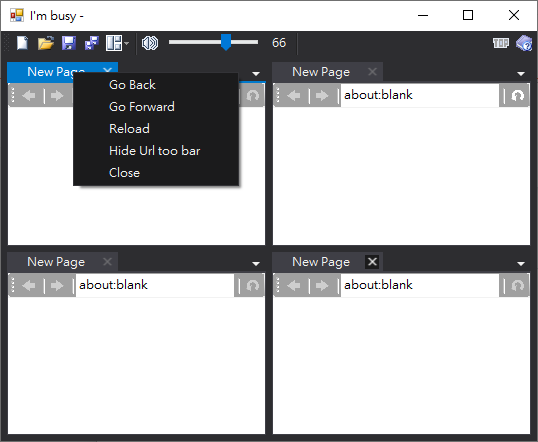 I'm busy -
66
TOP
New Page
New Page
Go Back
Go Forward
Reload
Hide Url too bar
Close
about:blank
New Page
New Page
about:blank
about:blank